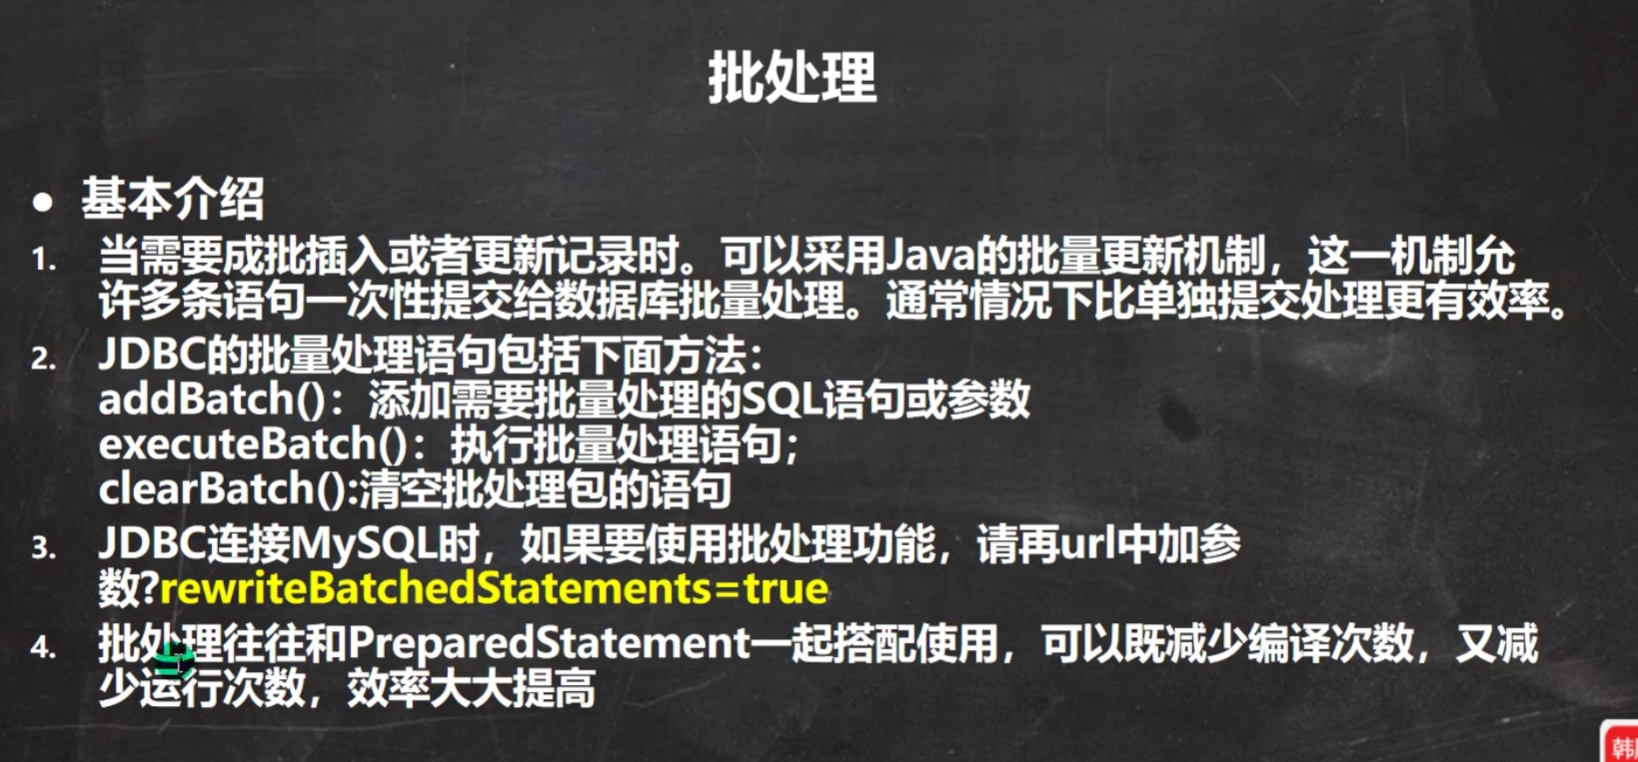 批处理
● 基本介绍
1. 当需要成批插入或者更新记录时。可以采用Java的批量更新机制，这一机制允
许多条语句一次性提交给数据库批量处理。通常情况下比单独提交处理更有效率。
2. JDBC的批量处理语句包括下面方法：
addBatch()：添加需要批量处理的SQL语句或参数
executeBatch()：执行批量处理语句；
clearBatch():清空批处理包的语句
3. JDBC连接MySQL时，如果要使用批处理功能，请再url中加参
数?rewriteBatchedStatements=true
4. 批处理往往和PreparedStatement一起搭配使用，可以既减少编译次数，又减
少运行次数，效率大大提高
韩